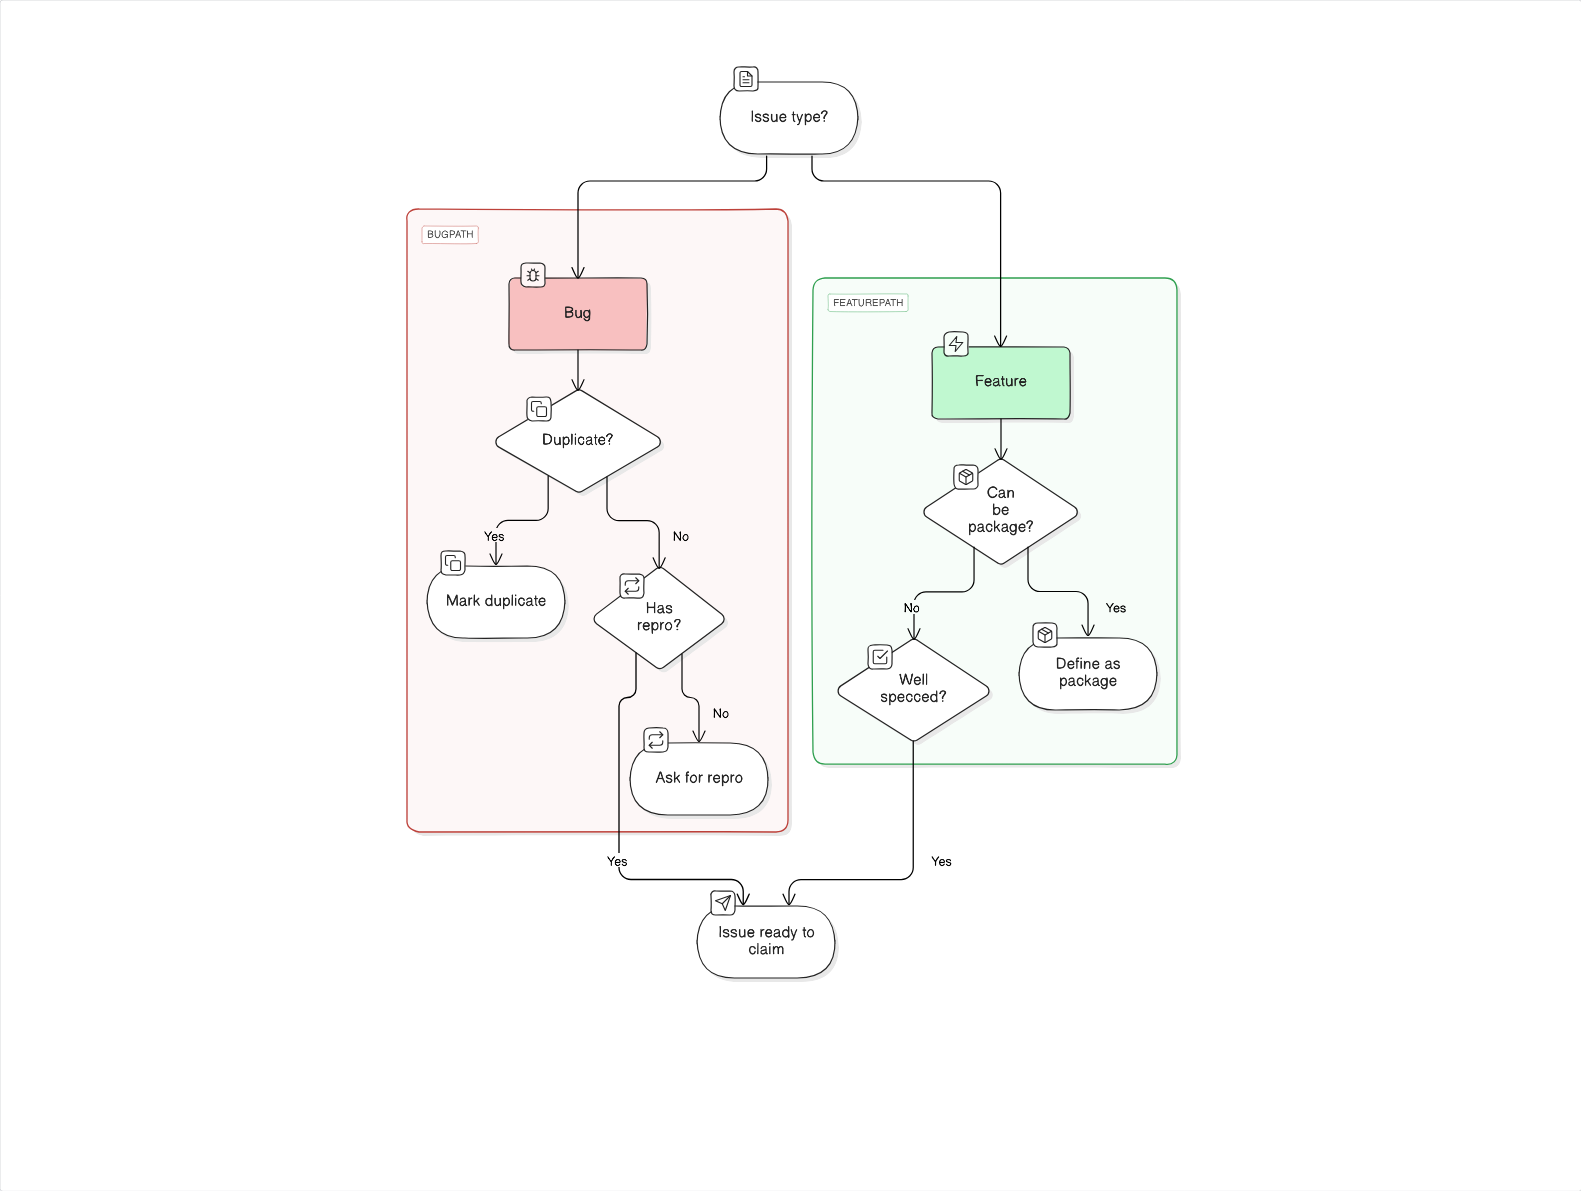 Issue type?
BUGPATH
Bug
Duplicate?
Yes
No
Mark duplicate
Has
repro?
No
Ask for repro
Yes
FEATUREPATH
Feature
Can
be
package?
No
Yes
Well
specced?
Define as
package
Yes
Issue ready to
claim